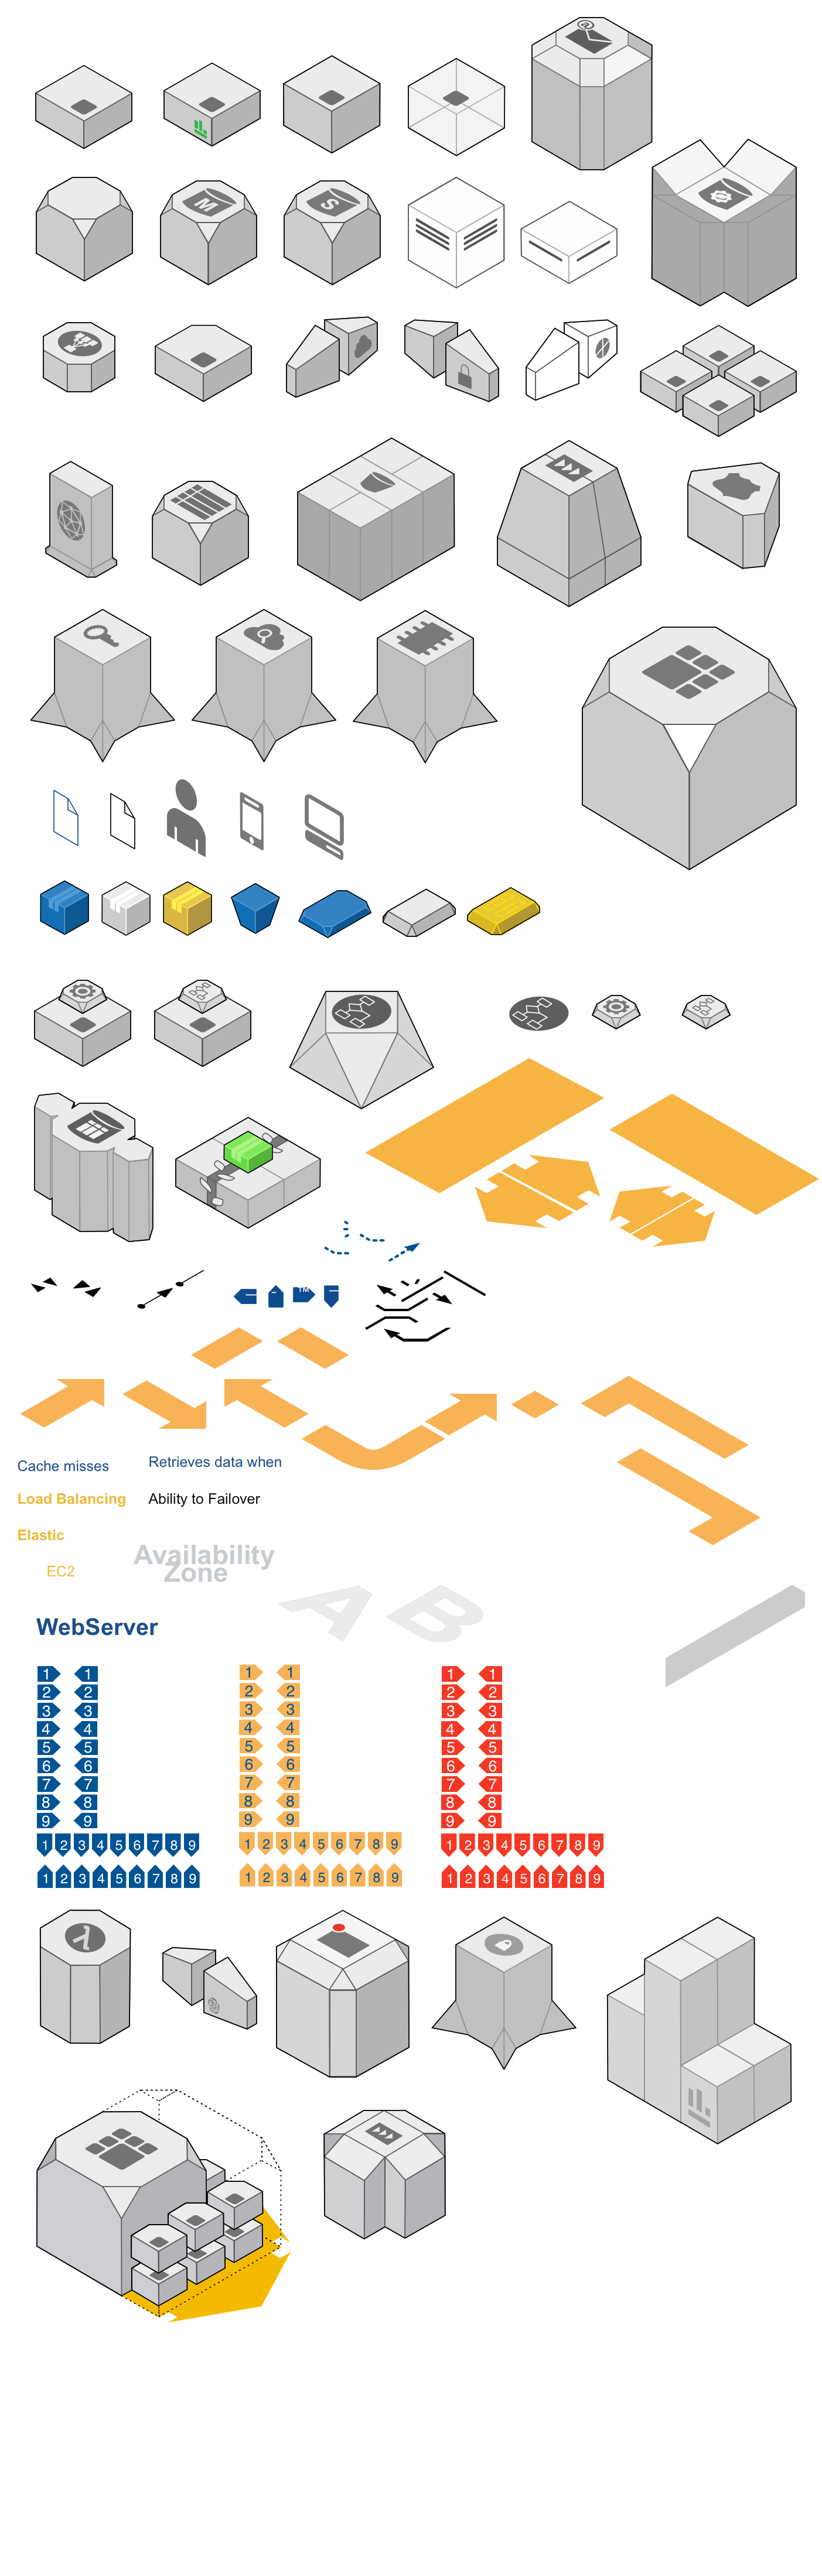 @
M
S
TM
Cache misses
Retrieves data when
Load Balancing
Ability to Failover
Elastic
Availability
Zone
EC2
A B
WebServer
1 1 1 1 1 1
2 2 2 2 2 2
3 3 3 3 3 3
4 4 4 4 4 4
5 5 5 5 5 5
6 6 6 6 6 6
7 7 7 7 7 7
8 8 8 8 8 8
9 9 9 9 9 9
1 2 3 4 5 6 7 8 9 1 2 3 4 5 6 7 8 9 1 2 3 4 5 6 7 8 9
1 2 3 4 5 6 7 8 9 1 2 3 4 5 6 7 8 9 1 2 3 4 5 6 7 8 9
λ